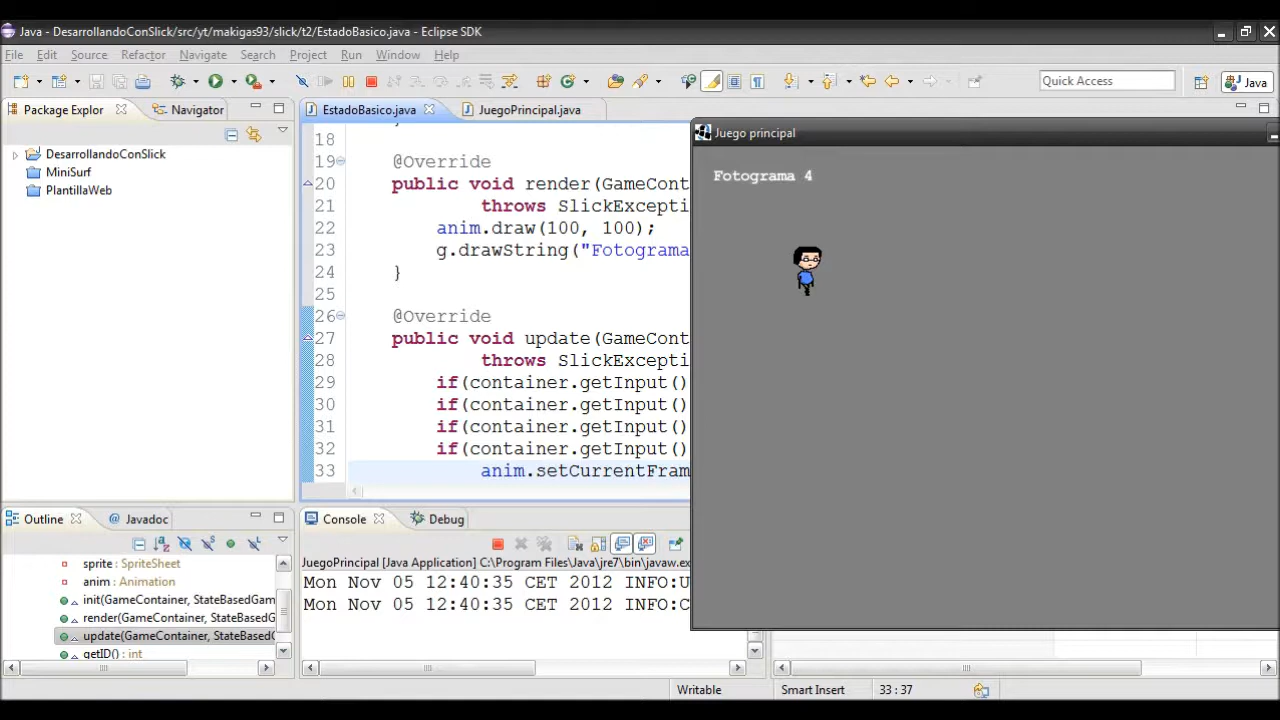 Java - DesarrollandoConSlick/src/yt/makigas93/slick/t2/EstadoBasico.java - Eclipse SDK
File Edit Source Refactor Navigate Search Project Run Window Help
Quick Access
Java
Package Explor
Navigator
EstadoBasico.java
JuegoPrincipal.java
Juego principal
DesarrollandoConSlick
MiniSurf
PlantillaWeb
18 }
19 @Override
20 public void render(GameCont
21 throws SlickExcepti
22 anim.draw(100, 100);
23 g.drawString("Fotograma
24 }
25
26 @Override
27 public void update(GameCont
28 throws SlickExcepti
29 if(container.getInput()
30 if(container.getInput()
31 if(container.getInput()
32 if(container.getInput()
33 anim.setCurrentFram
Fotograma 4
Outline
Javadoc
sprite : SpriteSheet
anim : Animation
init(GameContainer, StateBasedGam
render(GameContainer, StateBasedG
update(GameContainer, StateBasedG
getID() : int
Console
Debug
JuegoPrincipal [Java Application] C:\Program Files\Java\jre7\bin\javaw.ex
Mon Nov 05 12:40:35 CET 2012 INFO:U
Mon Nov 05 12:40:35 CET 2012 INFO:C
Writable
Smart Insert
33 : 37